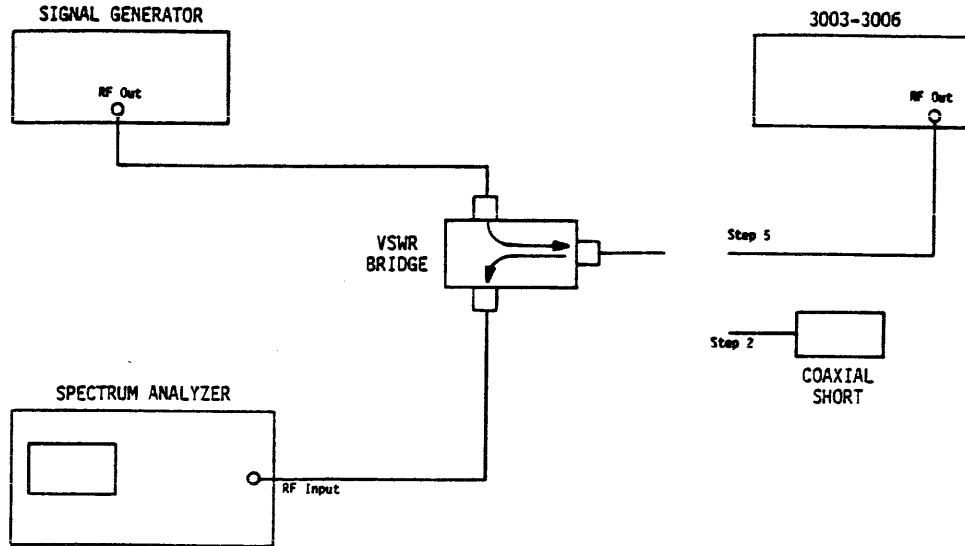 SIGNAL GENERATOR
RF Out
3003-3006
RF Out
VSWR
BRIDGE
Step 5
Step 2
COAXIAL
SHORT
SPECTRUM ANALYZER
RF Input